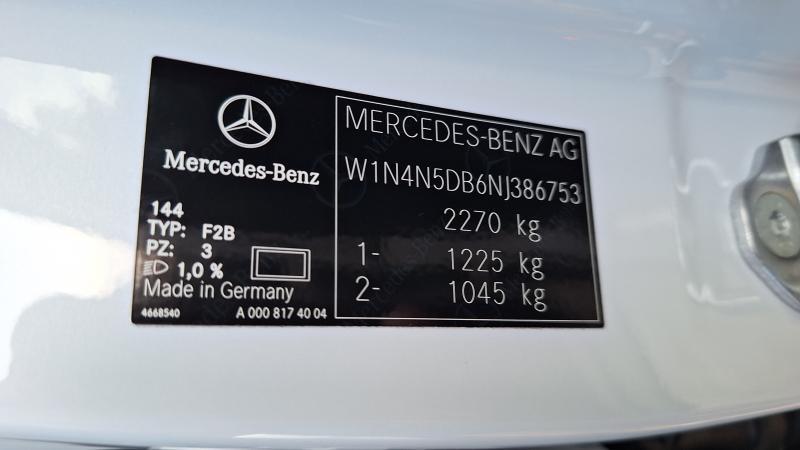 Mercedes-Benz
144
TYP: F2B
PZ: 3
1,0 %
Made in Germany
4668540 A 000 817 40 04
MERCEDES-BENZ AG
W1N4N5DB6NJ386753
2270 kg
1- 1225 kg
2- 1045 kg